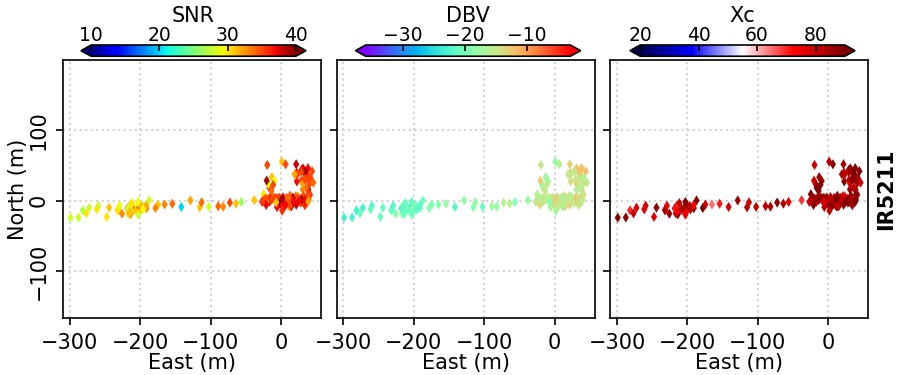 SNR DBV Xc
10 20 30 40 −30 −20 −10 20 40 60 80
North (m)
100
0
−100
IR5211
−300 −200 −100 0 −300 −200 −100 0 −300 −200 −100 0
East (m) East (m) East (m)